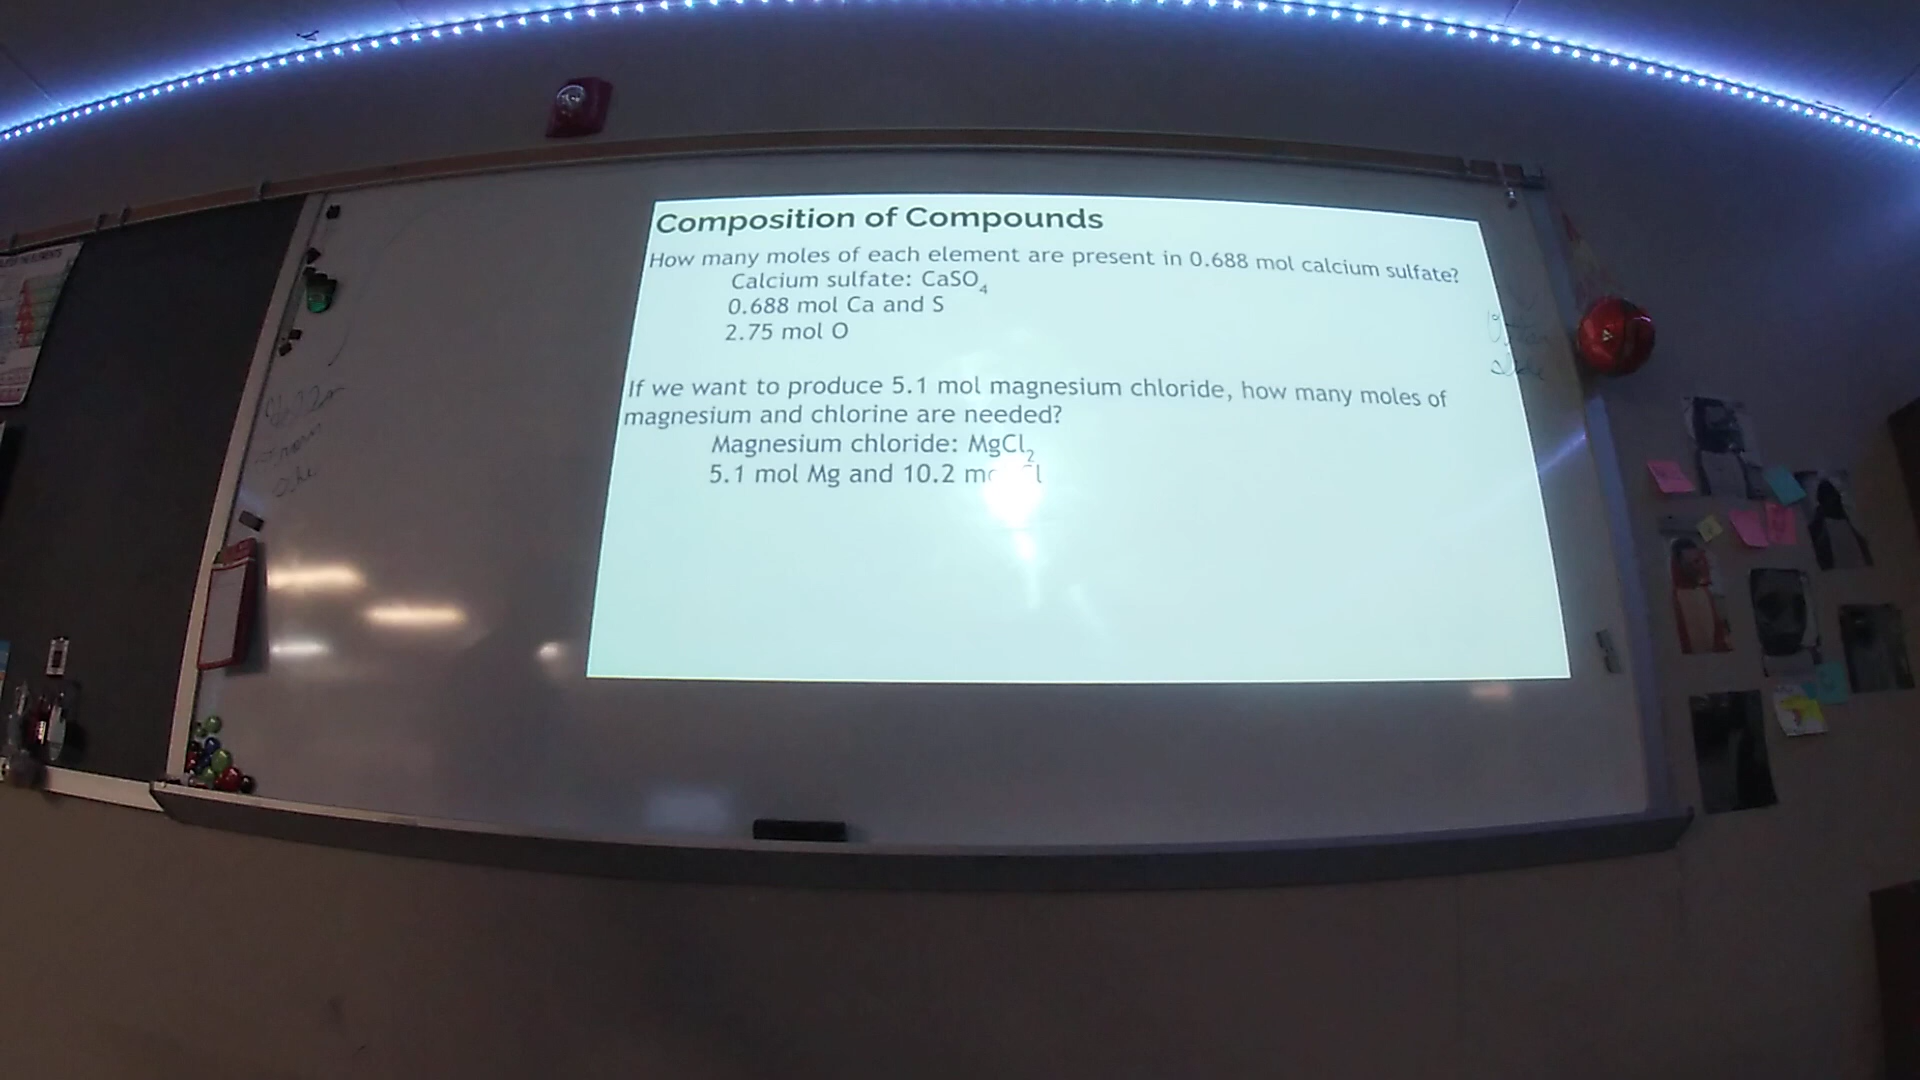 Composition of Compounds
How many moles of each element are present in 0.688 mol calcium sulfate?
Calcium sulfate: CaSO₄
0.688 mol Ca and S
2.75 mol O
If we want to produce 5.1 mol magnesium chloride, how many moles of
magnesium and chlorine are needed?
Magnesium chloride: MgCl₂
5.1 mol Mg and 10.2